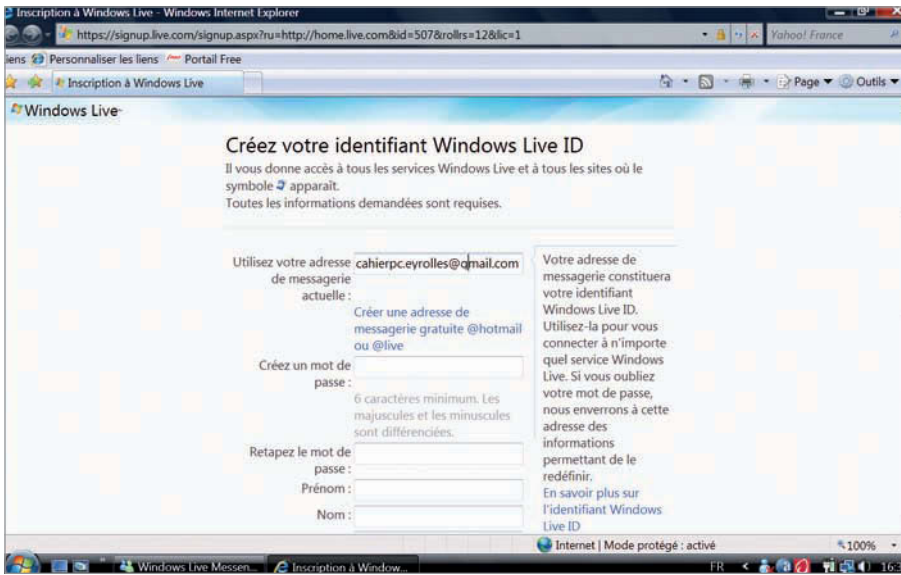 Inscription à Windows Live - Windows Internet Explorer
https://signup.live.com/signup.aspx?ru=http://home.live.com&id=507&rollrs=12&lic=1
Yahoo! France
iens Personnaliser les liens Portail Free
Inscription à Windows Live
Page Outils
Windows Live
Créez votre identifiant Windows Live ID
Il vous donne accès à tous les services Windows Live et à tous les sites où le
symbole apparaît.
Toutes les informations demandées sont requises.
Utilisez votre adresse
de messagerie
actuelle :
cahierpc.eyrolles@gmail.com
Créer une adresse de
messagerie gratuite @hotmail
ou @live
Créez un mot de
passe :
6 caractères minimum. Les
majuscules et les minuscules
sont différenciées.
Retapez le mot de
passe :
Prénom :
Nom :
Votre adresse de
messagerie constituera
votre identifiant
Windows Live ID.
Utilisez-la pour vous
connecter à n'importe
quel service Windows
Live. Si vous oubliez
votre mot de passe,
nous enverrons à cette
adresse des
informations
permettant de le
redéfinir.
En savoir plus sur
l'identifiant Windows
Live ID
Internet | Mode protégé : activé
100%
Windows Live Messen...
Inscription à Window...
FR